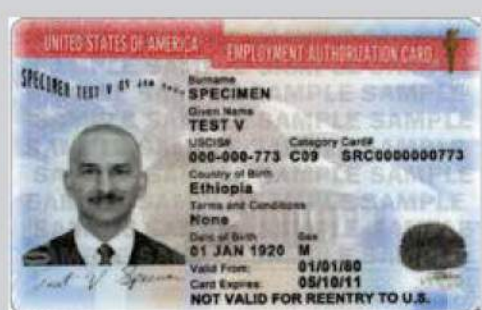 UNITED STATES OF AMERICA EMPLOYMENT AUTHORIZATION CARD
SPECIMEN TEST V 01 JAN
Surname
SPECIMEN
Given Name
TEST V
USCIS# Category Card#
000-000-773 C09 SRC0000000773
Country of Birth
Ethiopia
Terms and Conditions
None
Date of Birth Sex
01 JAN 1920 M
Valid From: 01/01/80
Card Expires: 05/10/11
NOT VALID FOR REENTRY TO U.S.